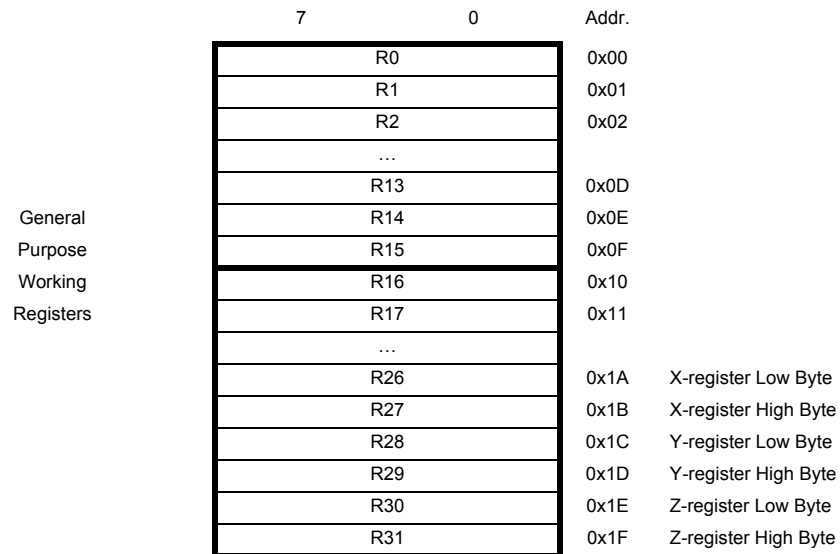 7 0 Addr.
R0 0x00
R1 0x01
R2 0x02
…
R13 0x0D
General R14 0x0E
Purpose R15 0x0F
Working R16 0x10
Registers R17 0x11
…
R26 0x1A X-register Low Byte
R27 0x1B X-register High Byte
R28 0x1C Y-register Low Byte
R29 0x1D Y-register High Byte
R30 0x1E Z-register Low Byte
R31 0x1F Z-register High Byte